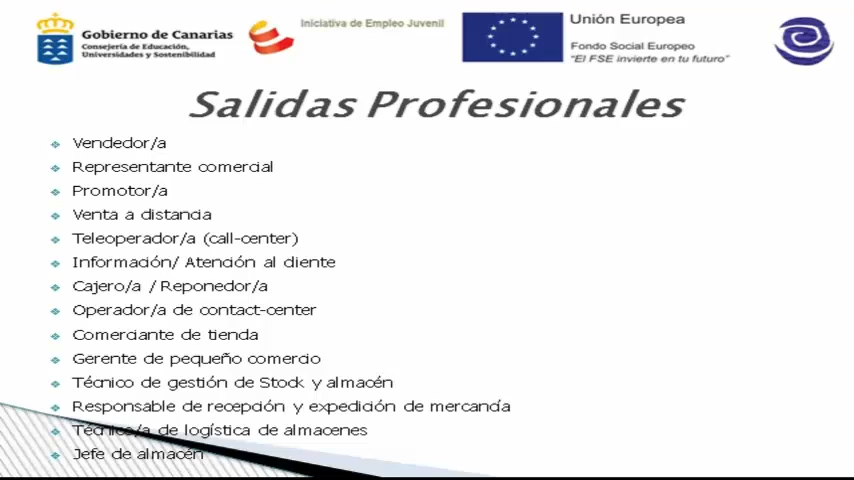 Gobierno de Canarias
Consejería de Educación,
Universidades y Sostenibilidad
Iniciativa de Empleo Juvenil
Unión Europea
Fondo Social Europeo
"El FSE invierte en tu futuro"
Salidas Profesionales
Vendedor/a
Representante comercial
Promotor/a
Venta a distancia
Teleoperador/a (call-center)
Información/ Atención al cliente
Cajero/a / Reponedor/a
Operador/a de contact-center
Comerciante de tienda
Gerente de pequeño comercio
Técnico de gestión de Stock y almacén
Responsable de recepción y expedición de mercancía
Técnico/a de logística de almacenes
Jefe de almacén